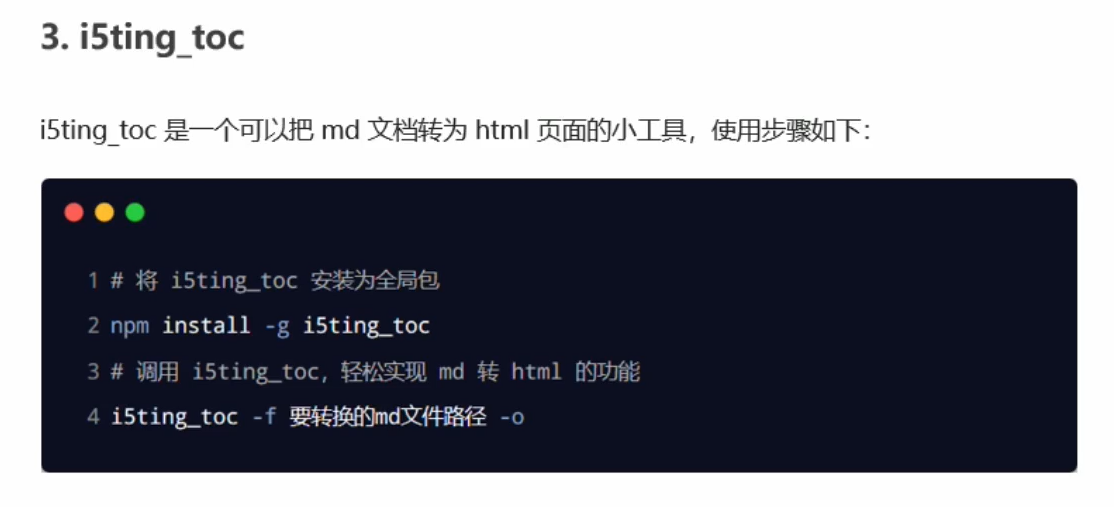 3. i5ting_toc
i5ting_toc 是一个可以把 md 文档转为 html 页面的小工具，使用步骤如下：
1 # 将 i5ting_toc 安装为全局包
2 npm install -g i5ting_toc
3 # 调用 i5ting_toc，轻松实现 md 转 html 的功能
4 i5ting_toc -f 要转换的md文件路径 -o